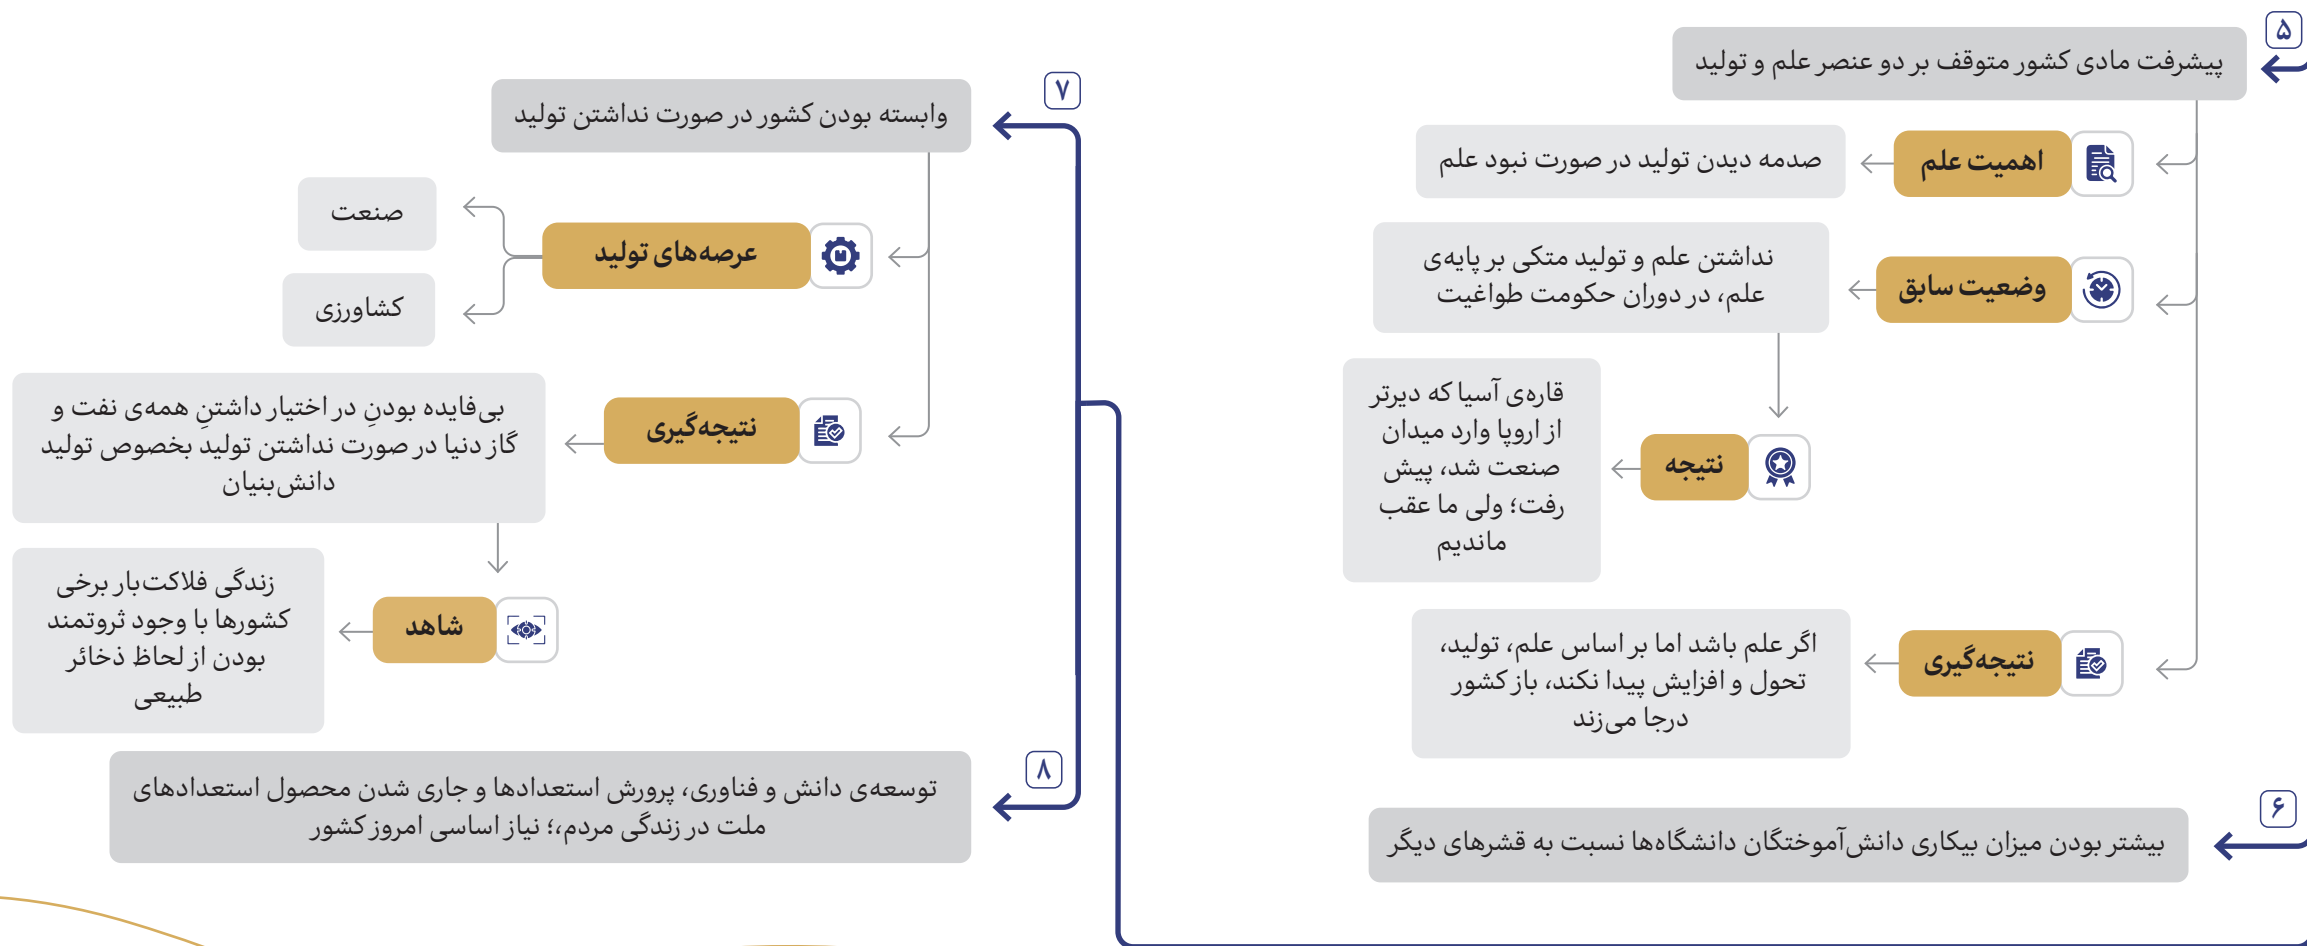 ۵
پیشرفت مادی کشور متوقف بر دو عنصر علم و تولید
اهمیت علم
صدمه دیدن تولید در صورت نبود علم
وضعیت سابق
نداشتن علم و تولید متکی بر پایه‌ی
علم، در دوران حکومت طواغیت
نتیجه
قاره‌ی آسیا که دیرتر
از اروپا وارد میدان
صنعت شد، پیش
رفت؛ ولی ما عقب
ماندیم
نتیجه‌گیری
اگر علم باشد اما بر اساس علم، تولید،
تحول و افزایش پیدا نکند، باز کشور
درجا می‌زند
۶
بیشتر بودن میزان بیکاری دانش‌آموختگان دانشگاه‌ها نسبت به قشرهای دیگر
۷
وابسته بودن کشور در صورت نداشتن تولید
عرصه‌های تولید
صنعت
کشاورزی
نتیجه‌گیری
بی‌فایده بودنِ در اختیار داشتنِ همه‌ی نفت و
گاز دنیا در صورت نداشتن تولید بخصوص تولید
دانش‌بنیان
شاهد
زندگی فلاکت‌بار برخی
کشورها با وجود ثروتمند
بودن از لحاظ ذخائر
طبیعی
۸
توسعه‌ی دانش و فناوری، پرورش استعدادها و جاری شدن محصول استعدادهای
ملت در زندگی مردم،؛ نیاز اساسی امروز کشور